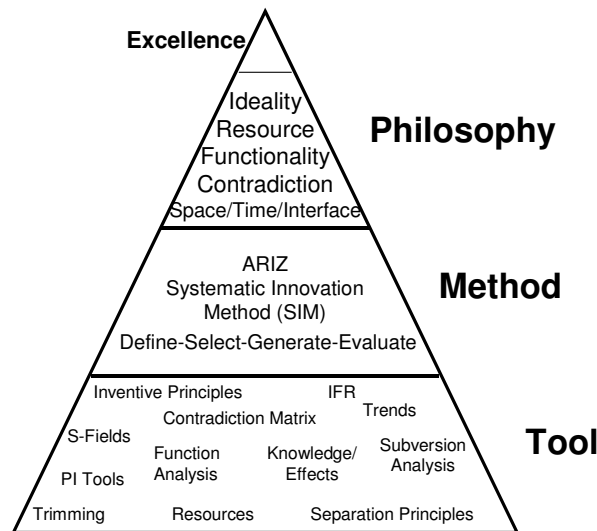 Excellence
Ideality
Resource
Functionality
Contradiction
Space/Time/Interface
Philosophy
ARIZ
Systematic Innovation
Method (SIM)
Define-Select-Generate-Evaluate
Method
Inventive Principles
IFR
Contradiction Matrix
Trends
S-Fields
Function
Analysis
Knowledge/
Effects
Subversion
Analysis
Tool
PI Tools
Trimming
Resources
Separation Principles